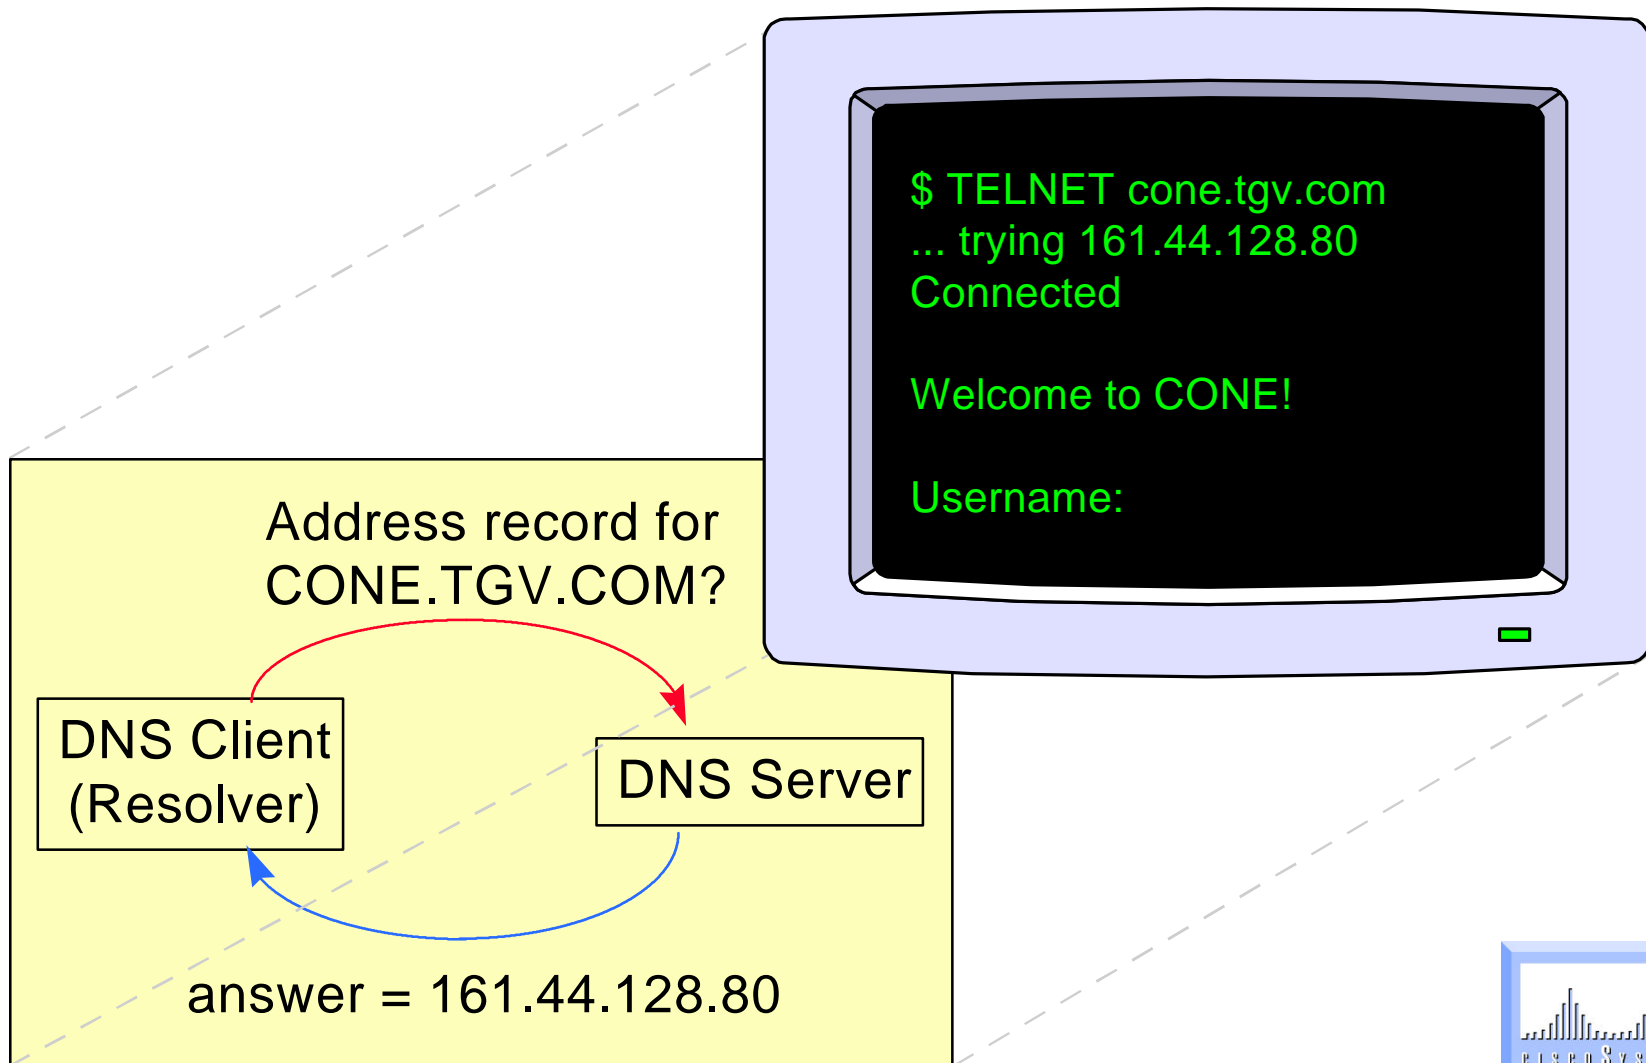 $ TELNET cone.tgv.com
... trying 161.44.128.80
Connected
Welcome to CONE!
Username:
Address record for
CONE.TGV.COM?
DNS Client
(Resolver)
DNS Server
answer = 161.44.128.80